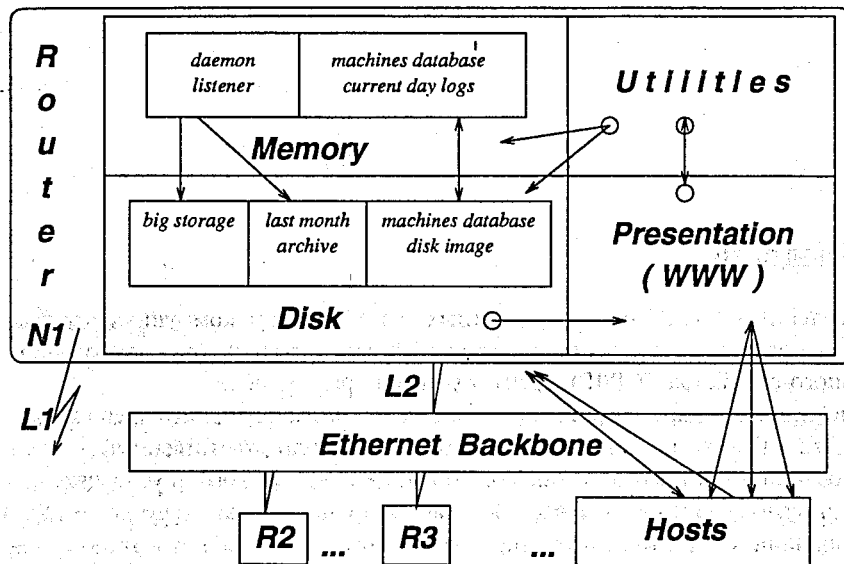 Router N1
daemon
listener
machines database
current day logs
Utilities
Memory
big storage
last month
archive
machines database
disk image
Presentation
( WWW )
Disk
L1
L2
Ethernet Backbone
R2
...
R3
...
Hosts